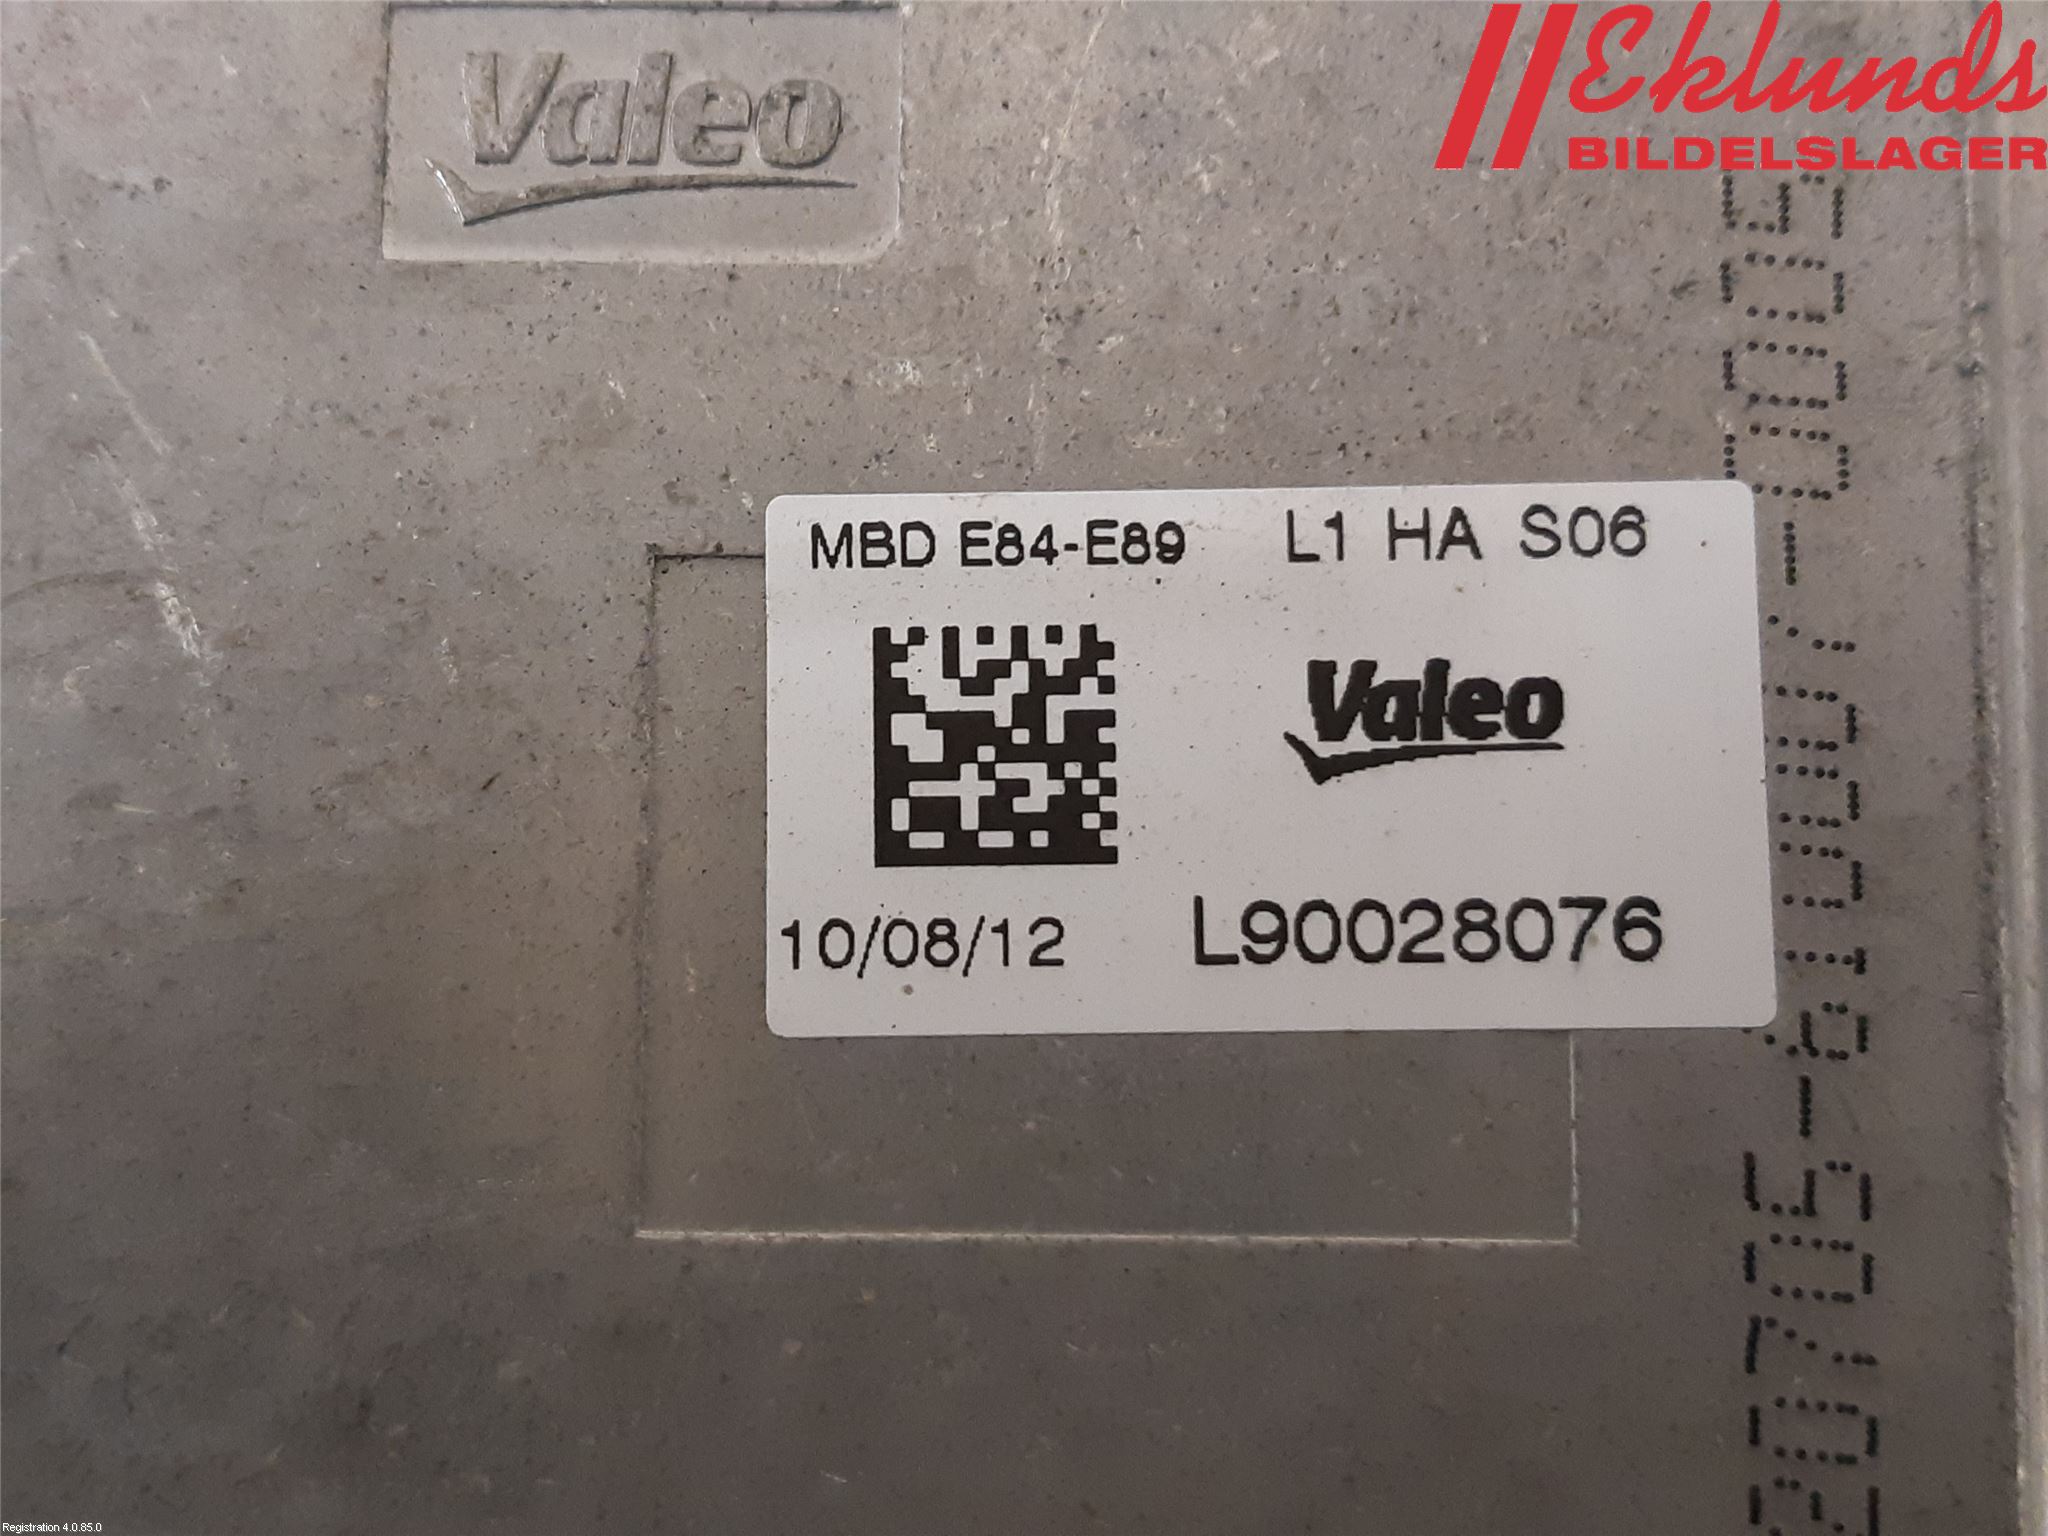 Valeo
Eklunds
BILDELSLAGER
MBD E84-E89 L1 HA S06
Valeo
10/08/12 L90028076
Registration 4.0.85.0